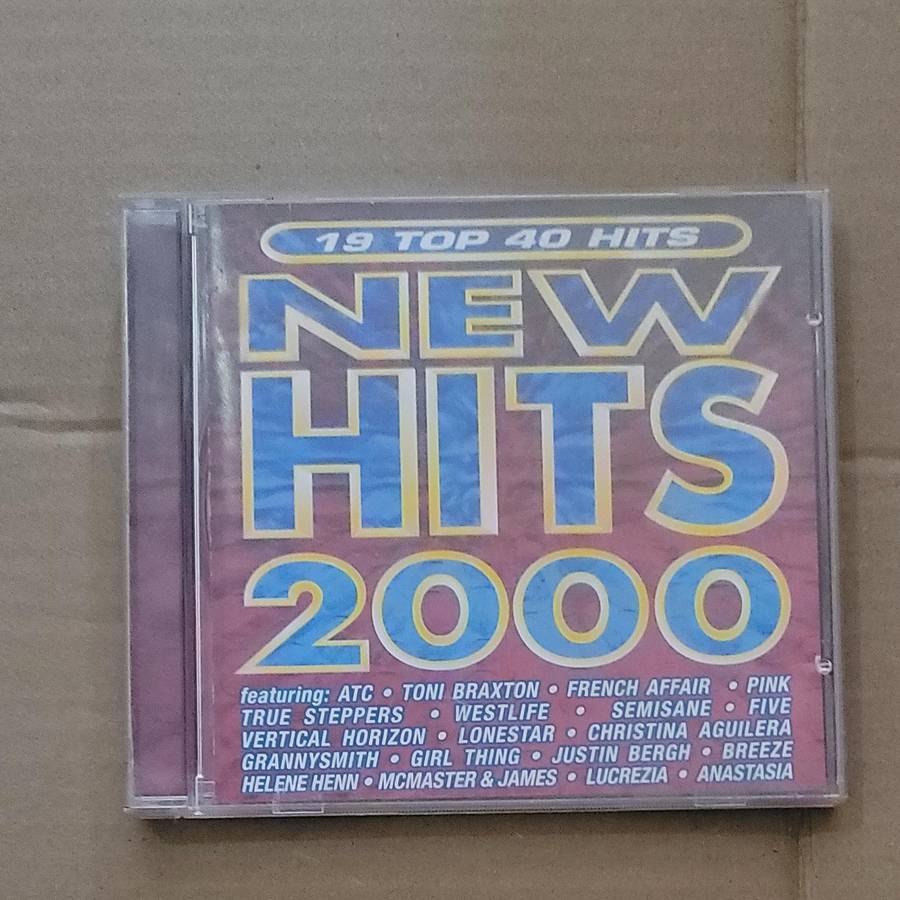 19 TOP 40 HITS
NEW
HITS
2000
featuring: ATC • TONI BRAXTON • FRENCH AFFAIR • PINK
TRUE STEPPERS • WESTLIFE • SEMISANE • FIVE
VERTICAL HORIZON • LONESTAR • CHRISTINA AGUILERA
GRANNYSMITH • GIRL THING • JUSTIN BERGH • BREEZE
HELENE HENN • MCMASTER & JAMES • LUCREZIA • ANASTASIA